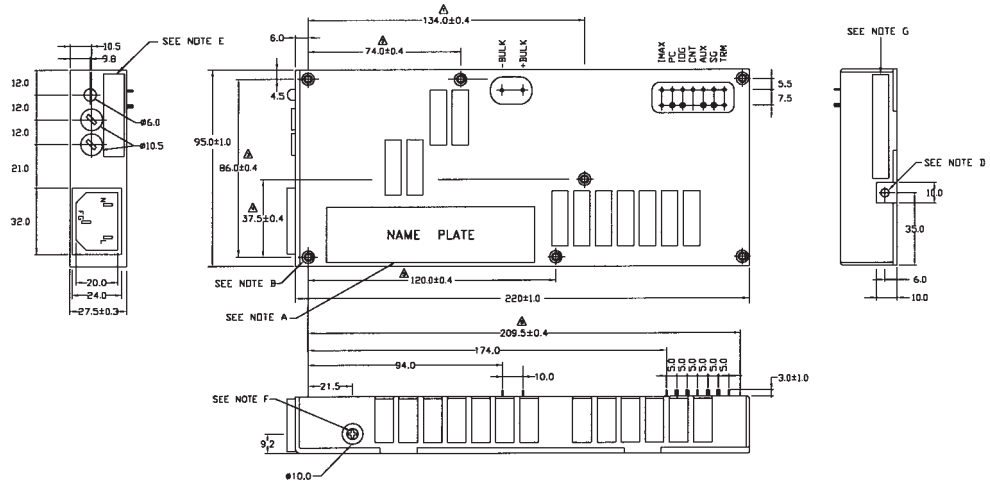 134.0±0.4
74.0±0.4
6.0
10.5
9.8
SEE NOTE E
12.0
12.0
12.0
21.0
32.0
ø6.0
ø10.5
N
FG
L
20.0
24.0
27.5±0.3
4.5
95.0±1.0
86.0±0.4
37.5±0.4
-BULK
+BULK
IMAX
PC
IOG
CNT
AUX
SG
TRM
5.5
7.5
NAME PLATE
SEE NOTE B
SEE NOTE A
120.0±0.4
220±1.0
SEE NOTE G
SEE NOTE D
10.0
35.0
6.0
10.0
209.5±0.4
174.0
94.0
10.0
21.5
5.0
5.0
5.0
5.0
5.0
5.0
3.0±1.0
SEE NOTE F
9.2
ø10.0